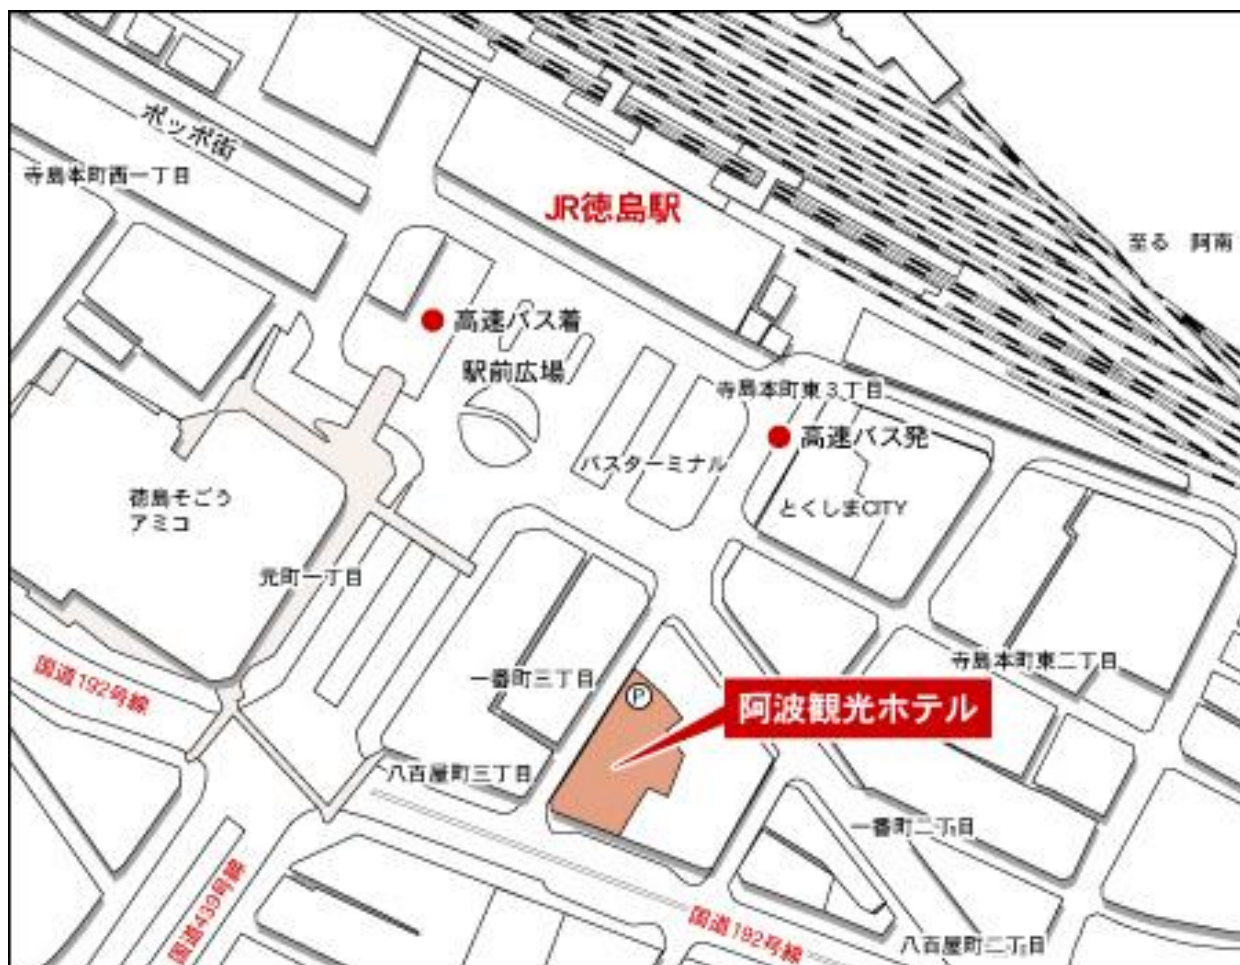 ポッポ街
寺島本町西一丁目
JR徳島駅
至る 阿南
高速バス着
駅前広場
寺島本町東3丁目
高速バス発
バスターミナル
とくしまCITY
徳島そごう
アミコ
元町一丁目
一番町三丁目
寺島本町東二丁目
国道192号線
P
阿波観光ホテル
八百屋町三丁目
一番町二丁目
国道439号線
国道192号線
八百屋町二丁目